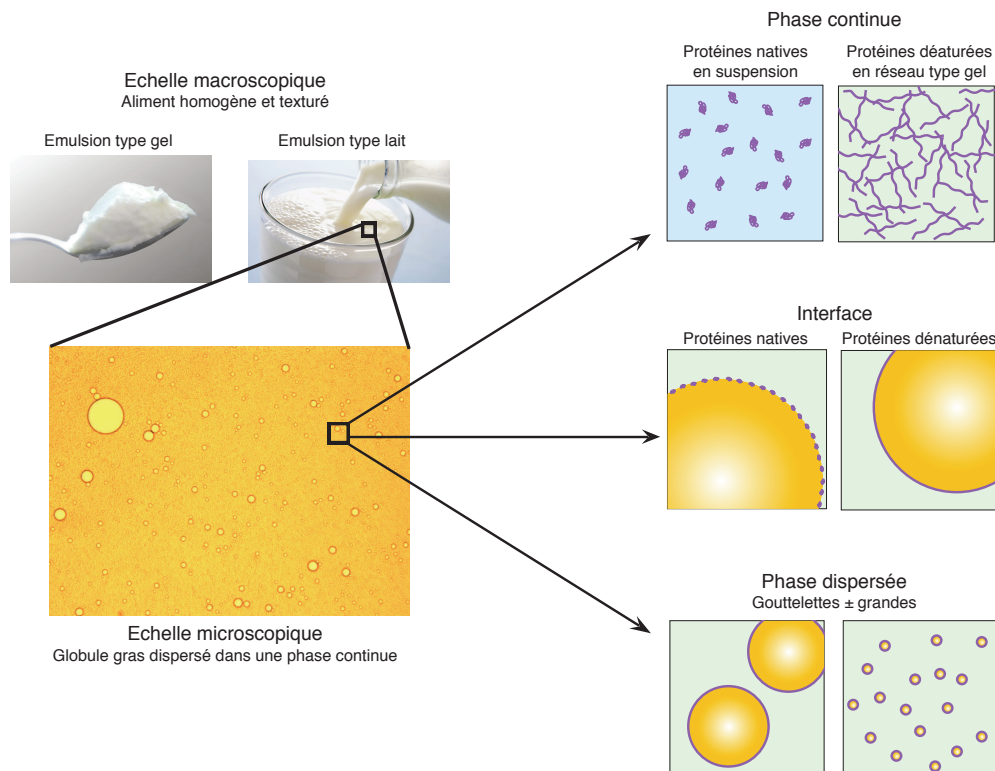 Echelle macroscopique
Aliment homogène et texturé
Emulsion type gel
Emulsion type lait
Echelle microscopique
Globule gras dispersé dans une phase continue
Phase continue
Protéines natives
en suspension
Protéines déaturées
en réseau type gel
Interface
Protéines natives
Protéines dénaturées
Phase dispersée
Gouttelettes ± grandes